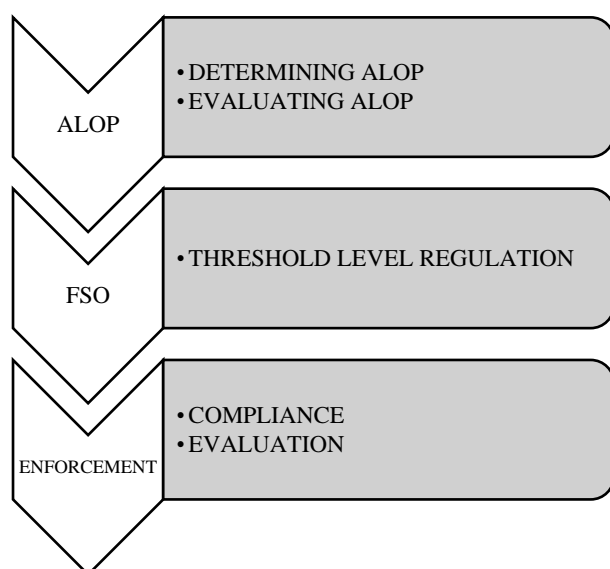 ALOP
• DETERMINING ALOP
• EVALUATING ALOP
FSO
• THRESHOLD LEVEL REGULATION
ENFORCEMENT
• COMPLIANCE
• EVALUATION